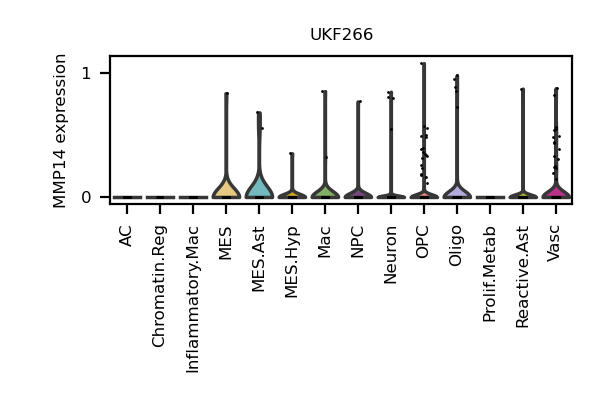 UKF266
MMP14 expression
1
0
AC
Chromatin.Reg
Inflammatory.Mac
MES
MES.Ast
MES.Hyp
Mac
NPC
Neuron
OPC
Oligo
Prolif.Metab
Reactive.Ast
Vasc